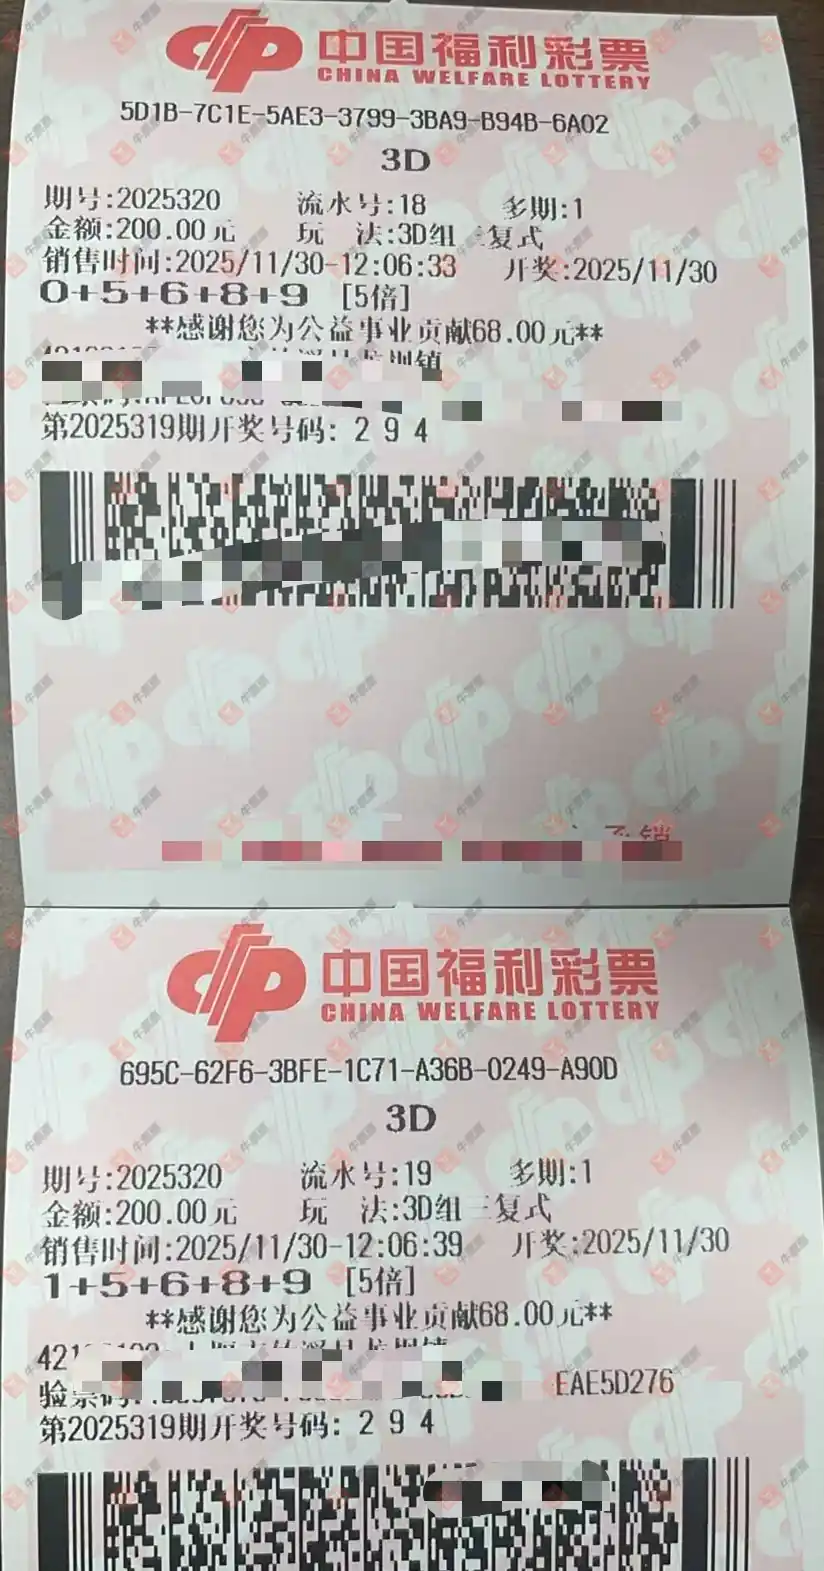 中国福利彩票
CHINA WELFARE LOTTERY
5D1B-7C1E-5AE3-3799-3BA9-B94B-6A02
3D
期号:2025320 流水号:18 多期:1
金额:200.00元 玩 法:3D组三复式
销售时间:2025/11/30-12:06:33 开奖:2025/11/30
0+5+6+8+9 [5倍]
**感谢您为公益事业贡献68.00元**
第2025319期开奖号码: 2 9 4
中国福利彩票
CHINA WELFARE LOTTERY
695C-62F6-3BFE-1C71-A36B-0249-A90D
3D
期号:2025320 流水号:19 多期:1
金额:200.00元 玩 法:3D组三复式
销售时间:2025/11/30-12:06:39 开奖:2025/11/30
1+5+6+8+9 [5倍]
**感谢您为公益事业贡献68.00元**
验票码: EAE5D276
第2025319期开奖号码: 2 9 4